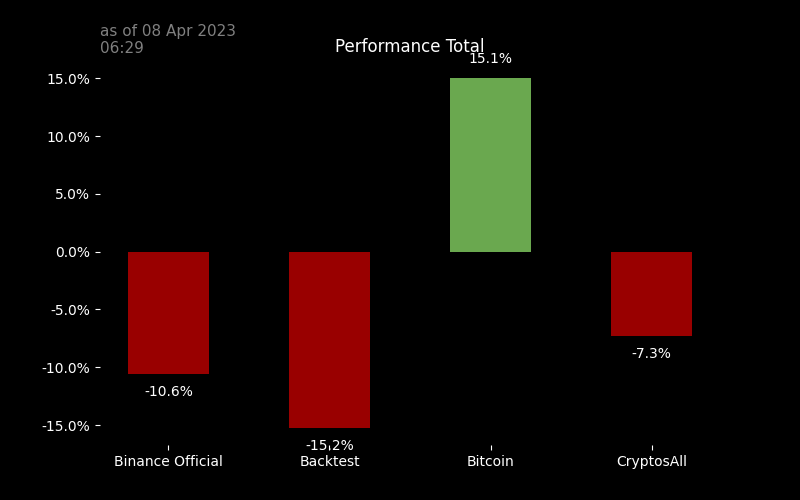 as of 08 Apr 2023
06:29
Performance Total
15.1%
15.0%
10.0%
5.0%
0.0%
-5.0%
-10.0%
-15.0%
-10.6%
-15.2%
-7.3%
Binance Official
Backtest
Bitcoin
CryptosAll